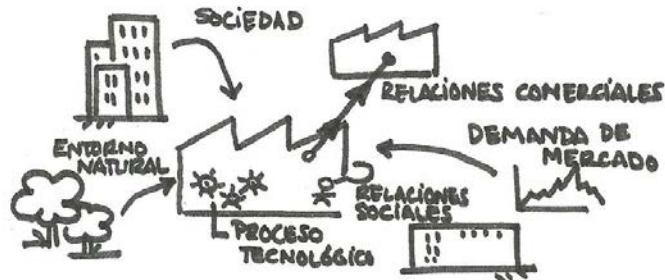 SOCIEDAD
RELACIONES COMERCIALES
DEMANDA DE
MERCADO
ENTORNO
NATURAL
RELACIONES
SOCIALES
PROCESO
TECNOLÓGICO